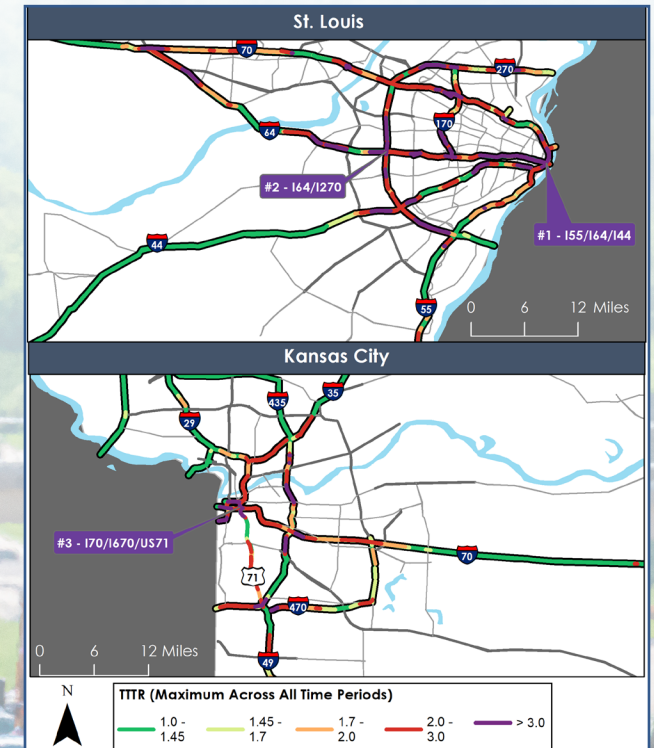 St. Louis
70
270
170
64
#2 - I64/I270
#1 - I55/I64/I44
44
55
0 6 12 Miles
Kansas City
35
435
29
#3 - I70/I670/US71
70
71
470
0 6 12 Miles
49
N
TTTR (Maximum Across All Time Periods)
1.0 -
1.45
1.45 -
1.7
1.7 -
2.0
2.0 -
3.0
> 3.0